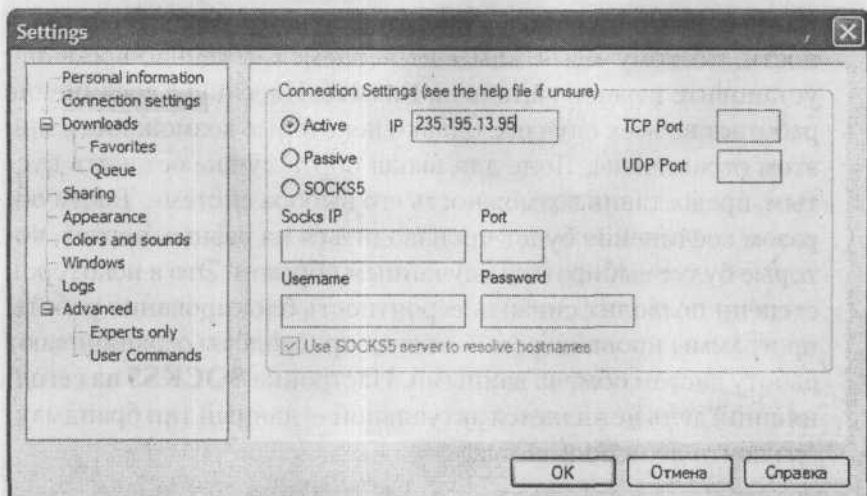 Settings
Personal information
Connection settings
Downloads
Favorites
Queue
Sharing
Appearance
Colors and sounds
Windows
Logs
Advanced
Experts only
User Commands
Connection Settings (see the help file if unsure)
Active IP 235.195.13.95 TCP Port
Passive UDP Port
SOCKS5
Socks IP Port
Username Password
Use SOCKS5 server to resolve hostnames
OK Отмена Справка